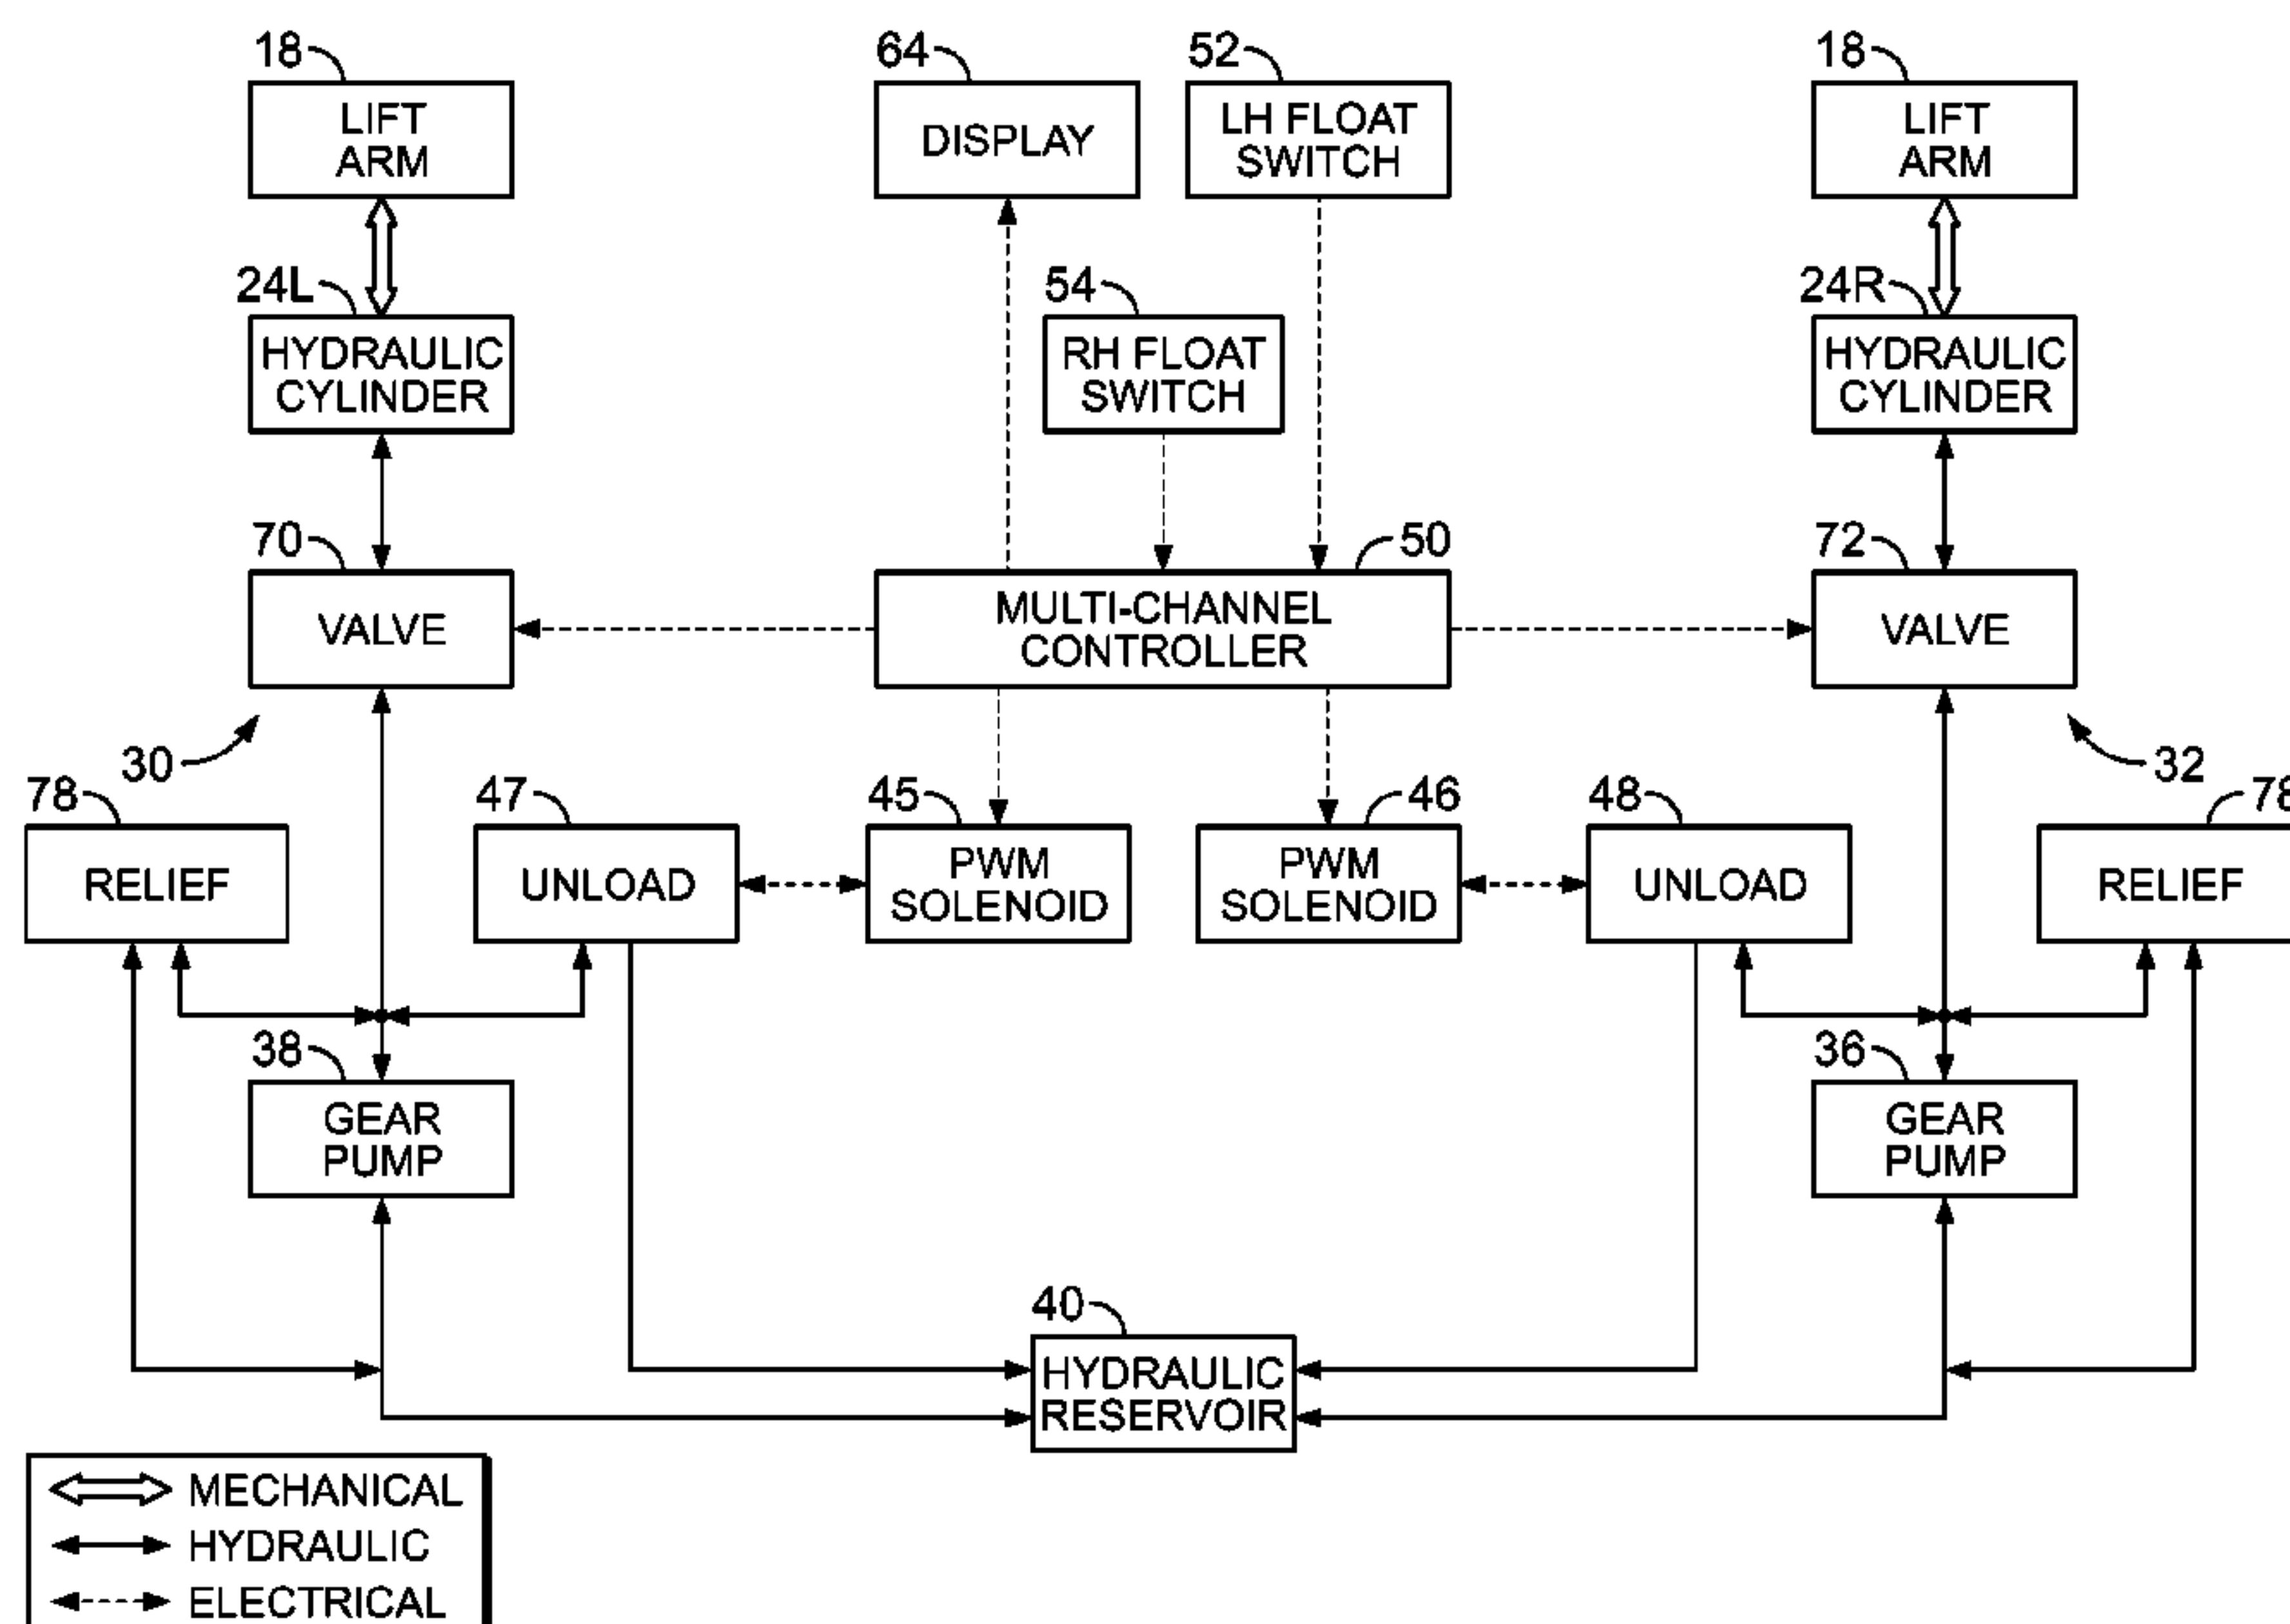 18
64
52
18
LIFT
ARM
DISPLAY
LH FLOAT
SWITCH
LIFT
ARM
24L
54
24R
HYDRAULIC
CYLINDER
RH FLOAT
SWITCH
HYDRAULIC
CYLINDER
70
50
72
VALVE
MULTI-CHANNEL
CONTROLLER
VALVE
30
32
78
47
45
46
48
78
RELIEF
UNLOAD
PWM
SOLENOID
PWM
SOLENOID
UNLOAD
RELIEF
38
36
GEAR
PUMP
GEAR
PUMP
40
HYDRAULIC
RESERVOIR
MECHANICAL
HYDRAULIC
ELECTRICAL